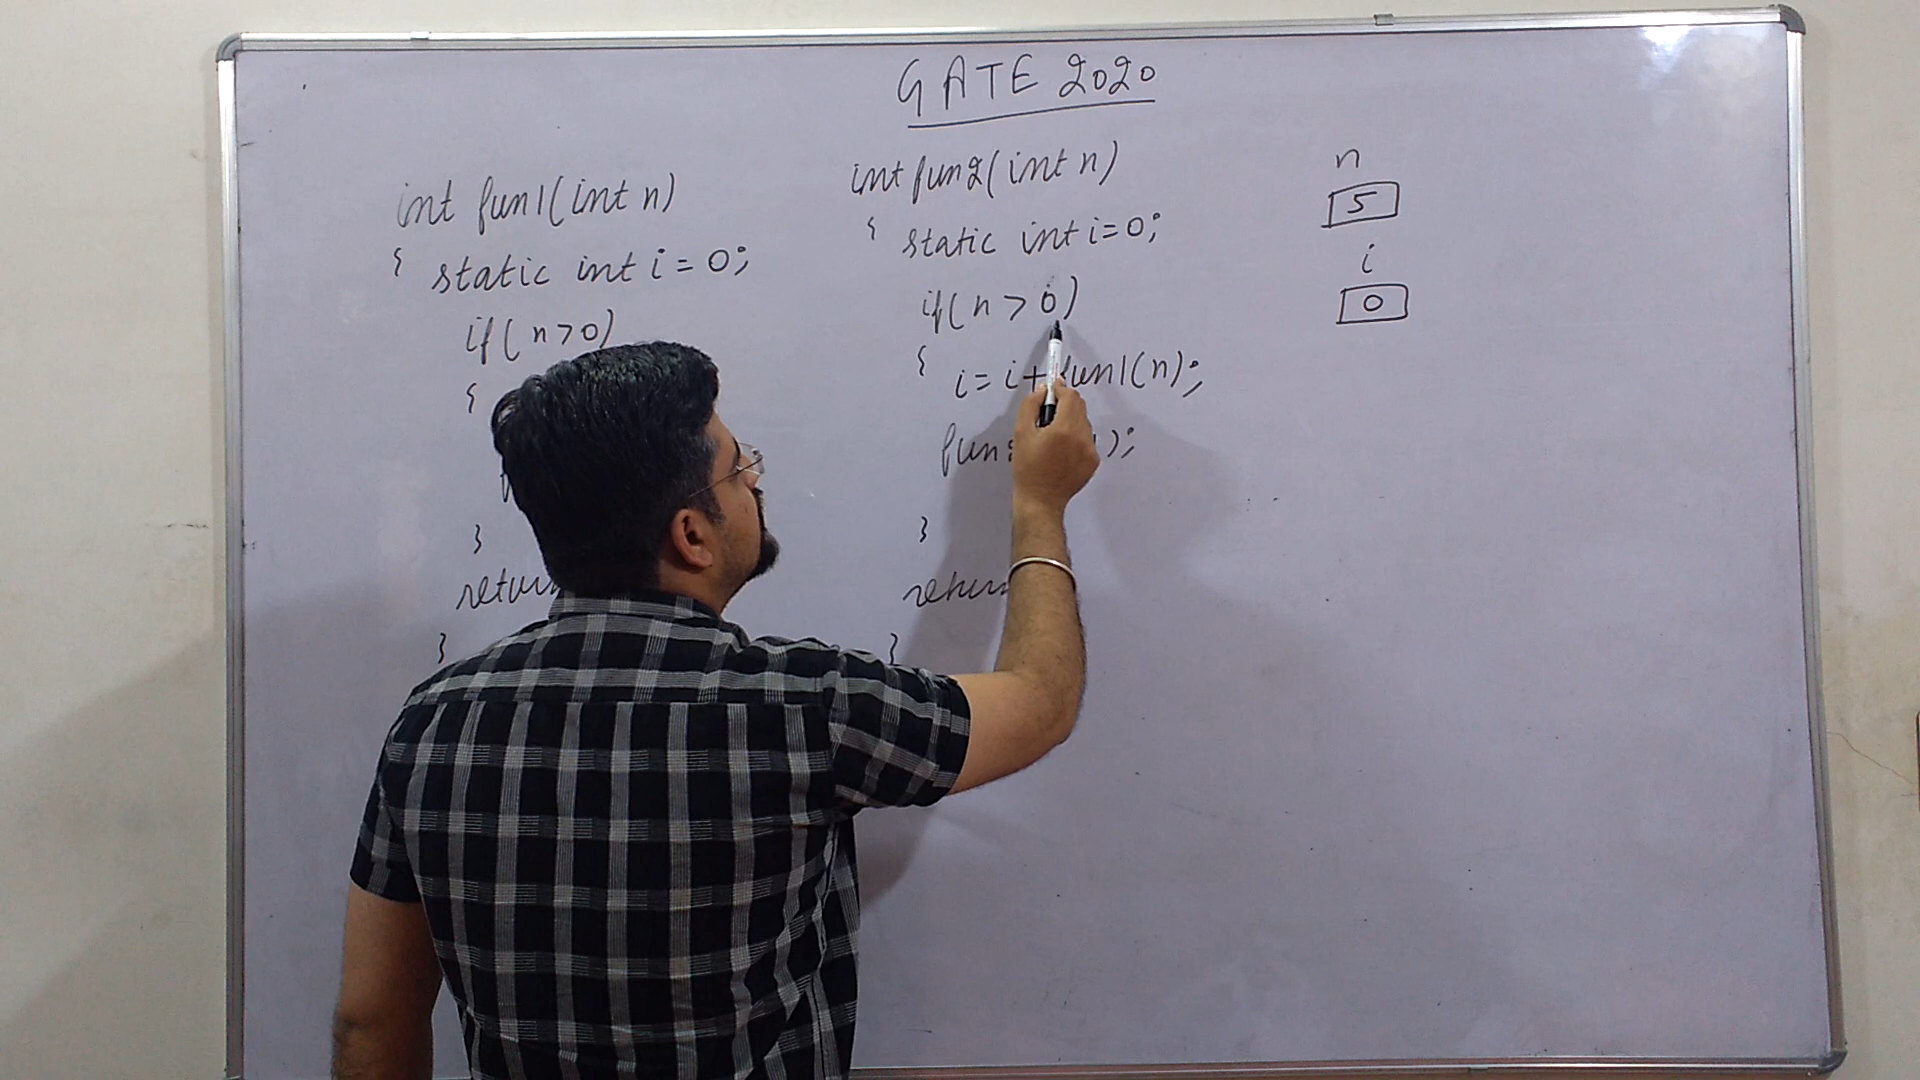 GATE 2020
int fun1(int n)
{ static int i = 0;
if( n>0)
{
}
}
int fun2(int n)
{ static int i=0;
if( n > 0)
{ i= i+fun1(n);
}
}
n
5
i
0